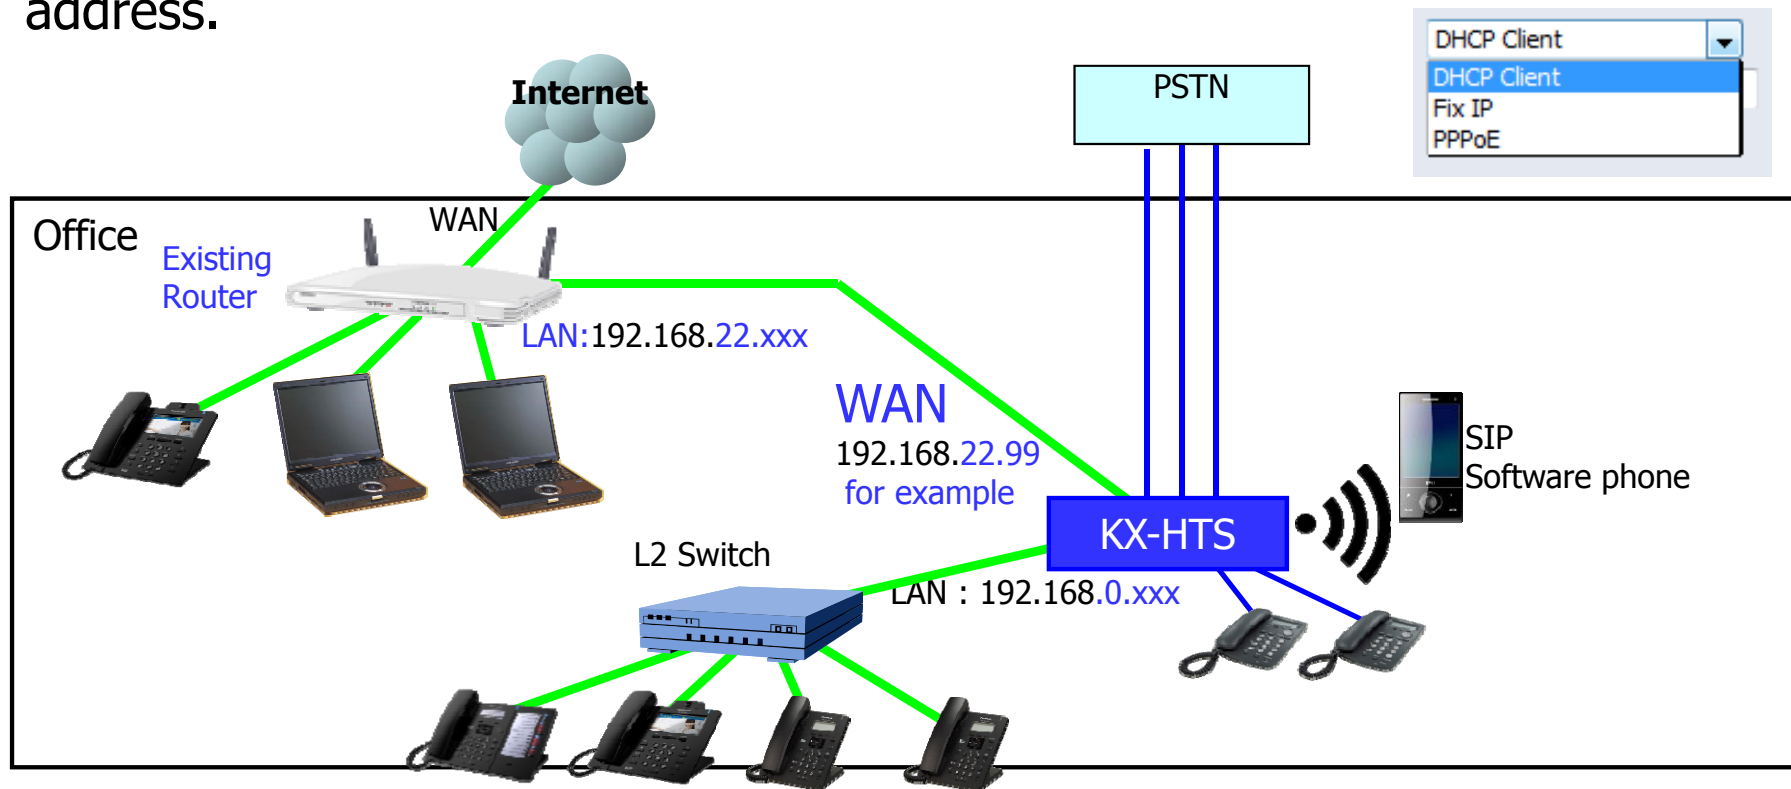 address.
DHCP Client
DHCP Client
Fix IP
PPPoE
Internet
PSTN
Office
WAN
Existing
Router
LAN:192.168.22.xxx
WAN
192.168.22.99
for example
SIP
Software phone
KX-HTS
L2 Switch
LAN : 192.168.0.xxx